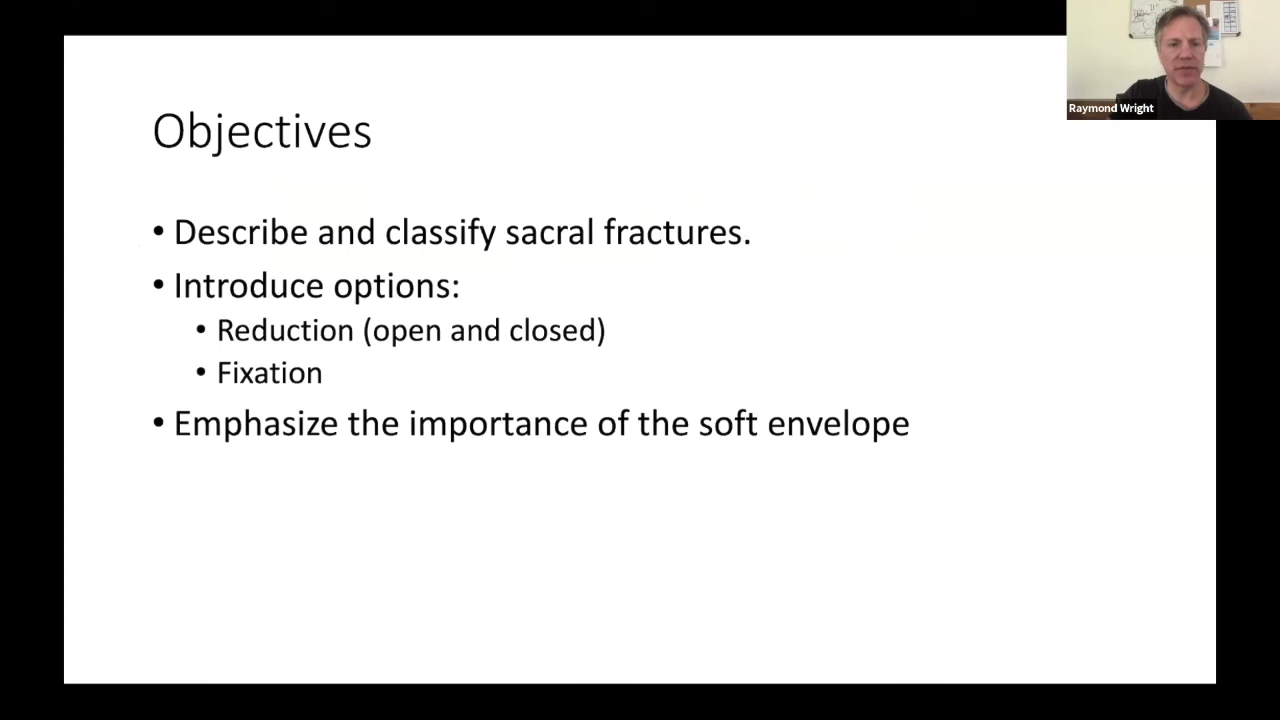 Objectives
• Describe and classify sacral fractures.
• Introduce options:
• Reduction (open and closed)
• Fixation
• Emphasize the importance of the soft envelope
Raymond Wright